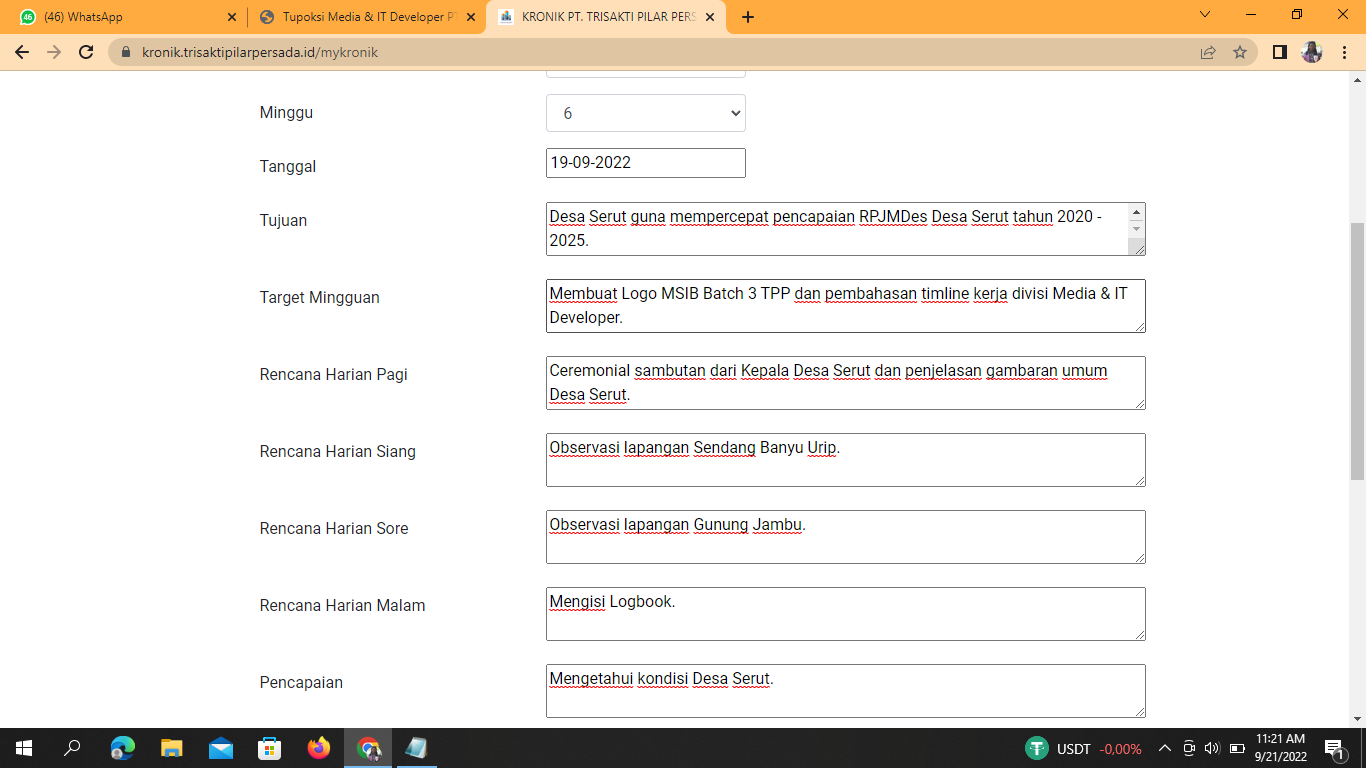 (46) WhatsApp
Tupoksi Media & IT Developer PT
KRONIK PT. TRISAKTI PILAR PERS
kronik.trisaktipilarpersada.id/mykronik
Minggu
6
Tanggal
19-09-2022
Tujuan
Desa Serut guna mempercepat pencapaian RPJMDes Desa Serut tahun 2020 -
2025.
Target Mingguan
Membuat Logo MSIB Batch 3 TPP dan pembahasan timline kerja divisi Media & IT
Developer.
Rencana Harian Pagi
Ceremonial sambutan dari Kepala Desa Serut dan penjelasan gambaran umum
Desa Serut.
Rencana Harian Siang
Observasi lapangan Sendang Banyu Urip.
Rencana Harian Sore
Observasi lapangan Gunung Jambu.
Rencana Harian Malam
Mengisi Logbook.
Pencapaian
Mengetahui kondisi Desa Serut.
USDT -0,00%
11:21 AM
9/21/2022
1